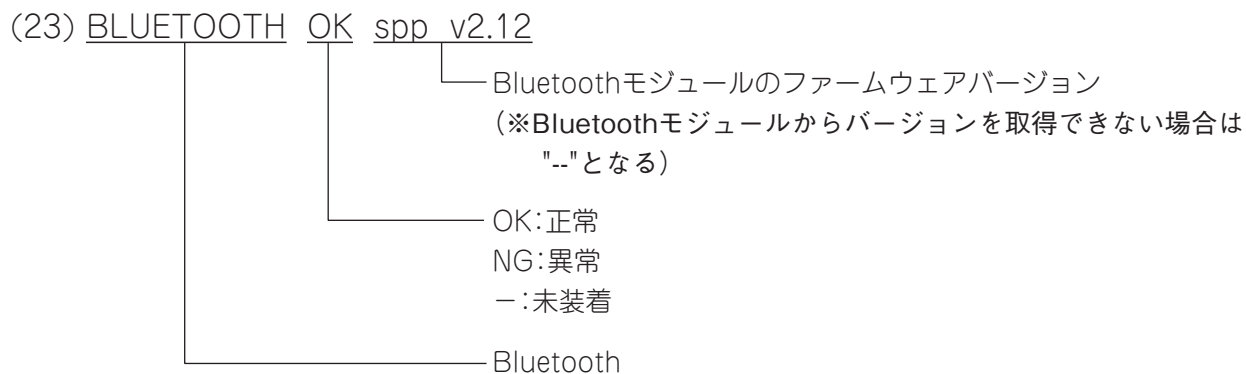 (23) BLUETOOTH OK spp v2.12
Bluetoothモジュールのファームウェアバージョン
(※Bluetoothモジュールからバージョンを取得できない場合は
"--"となる)
OK:正常
NG:異常
－:未装着
Bluetooth